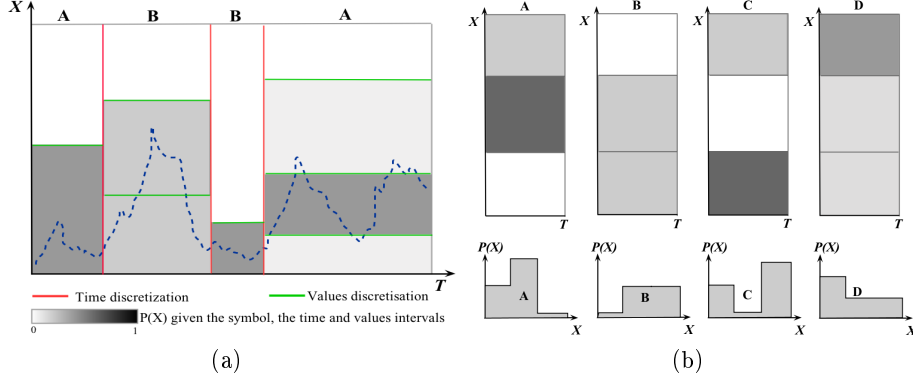 X
A B B A
T
Time discretization
Values discretisation
0 1
P(X) given the symbol, the time and values intervals
(a)
A B C D
X X X X
T T T T
P(X) P(X) P(X) P(X)
A B C D
X X X X
(b)